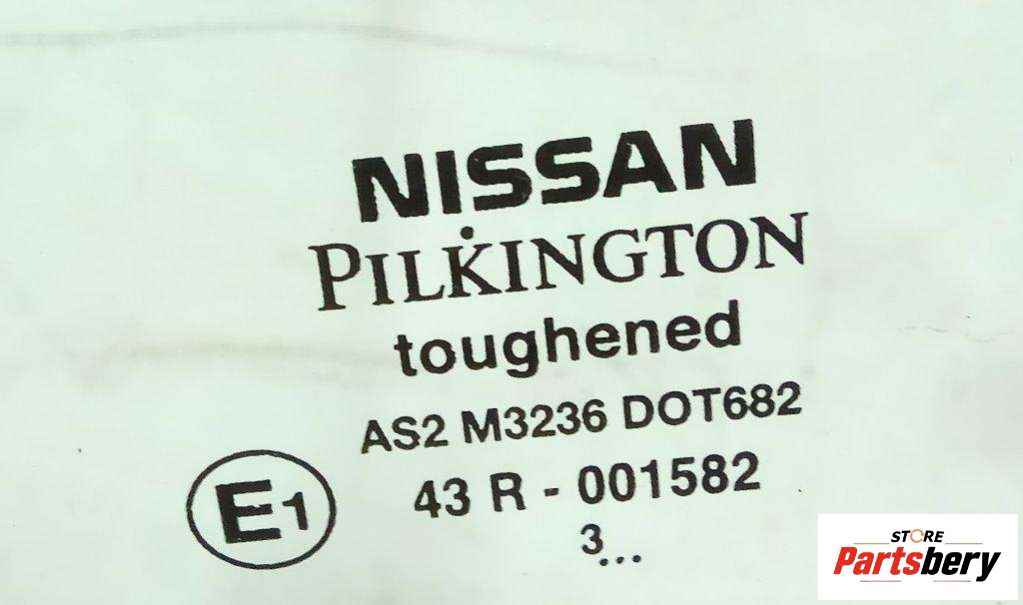 NISSAN
PILKINGTON
toughened
AS2 M3236 DOT682
E1
43 R - 001582
3...
STORE
Partsbery